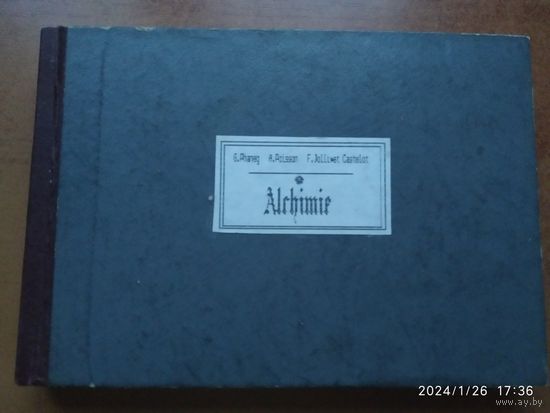 G.Phaneg A.Poisson F.Jollivet Castelot
Alchimie
2024/1/26 17:36
www.ay.by